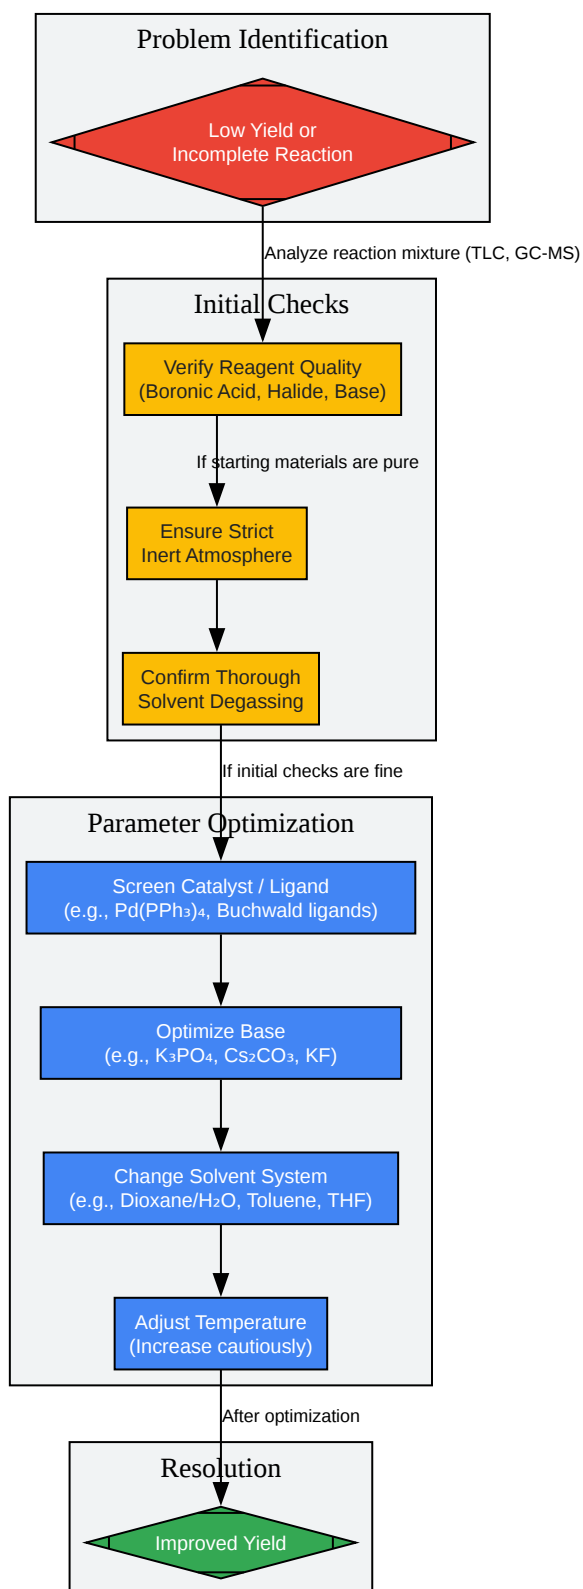 Problem Identification
Low Yield or
Incomplete Reaction
Analyze reaction mixture (TLC, GC-MS)
Initial Checks
Verify Reagent Quality
(Boronic Acid, Halide, Base)
If starting materials are pure
Ensure Strict
Inert Atmosphere
Confirm Thorough
Solvent Degassing
If initial checks are fine
Parameter Optimization
Screen Catalyst / Ligand
(e.g., Pd(PPh₃)₄, Buchwald ligands)
Optimize Base
(e.g., K₃PO₄, Cs₂CO₃, KF)
Change Solvent System
(e.g., Dioxane/H₂O, Toluene, THF)
Adjust Temperature
(Increase cautiously)
After optimization
Resolution
Improved Yield